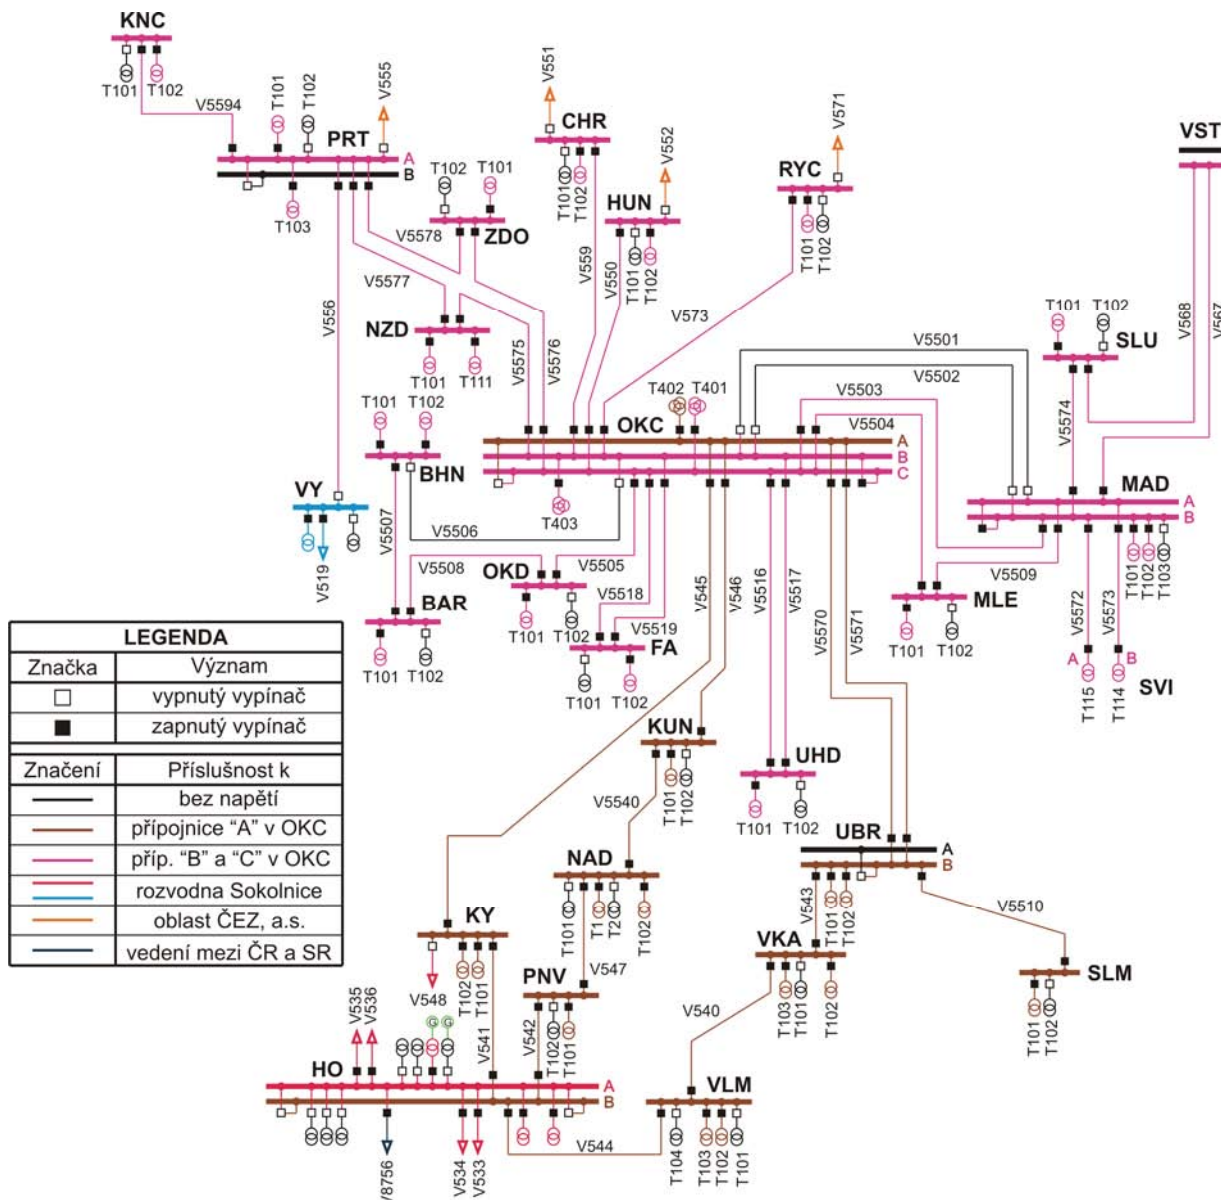 KNC
T101
T102
V5594
T101
T102
V555
PRT
A
B
T103
V551
CHR
T101
T102
V552
HUN
T101
T102
V571
RYC
T101
T102
VST
T102
T101
ZDO
V5578
V5577
V556
NZD
T101
T111
V5575
V5576
V559
V550
V573
V5501
V5502
V5503
V5504
T402
T401
OKC
A
B
C
T403
T101
T102
SLU
V568
V567
V5574
MAD
A
B
T101
T102
T103
T101
T102
BHN
VY
V519
V5507
V5506
V5508
BAR
T101
T102
OKD
V5505
T101
T102
V5518
V5519
FA
T101
T102
V545
V546
V5516
V5517
V5570
V5571
V5509
MLE
T101
T102
V5572
V5573
A
B
SVI
T115
T114
LEGENDA
Značka Význam
vypnutý vypínač
zapnutý vypínač
Značení Příslušnost k
bez napětí
přípojnice "A" v OKC
příp. "B" a "C" v OKC
rozvodna Sokolnice
oblast ČEZ, a.s.
vedení mezi ČR a SR
KUN
T101
T102
V5540
UHD
T101
T102
UBR
A
B
T101
T102
V543
V5510
NAD
T101
T1
T2
T102
KY
V548
T102
T101
V547
PNV
T102
T101
V542
V541
VKA
T103
T101
T102
V540
SLM
T101
T102
V535
V536
G
G
HO
A
B
V8756
V534
V533
V544
VLM
T104
T103
T102
T101